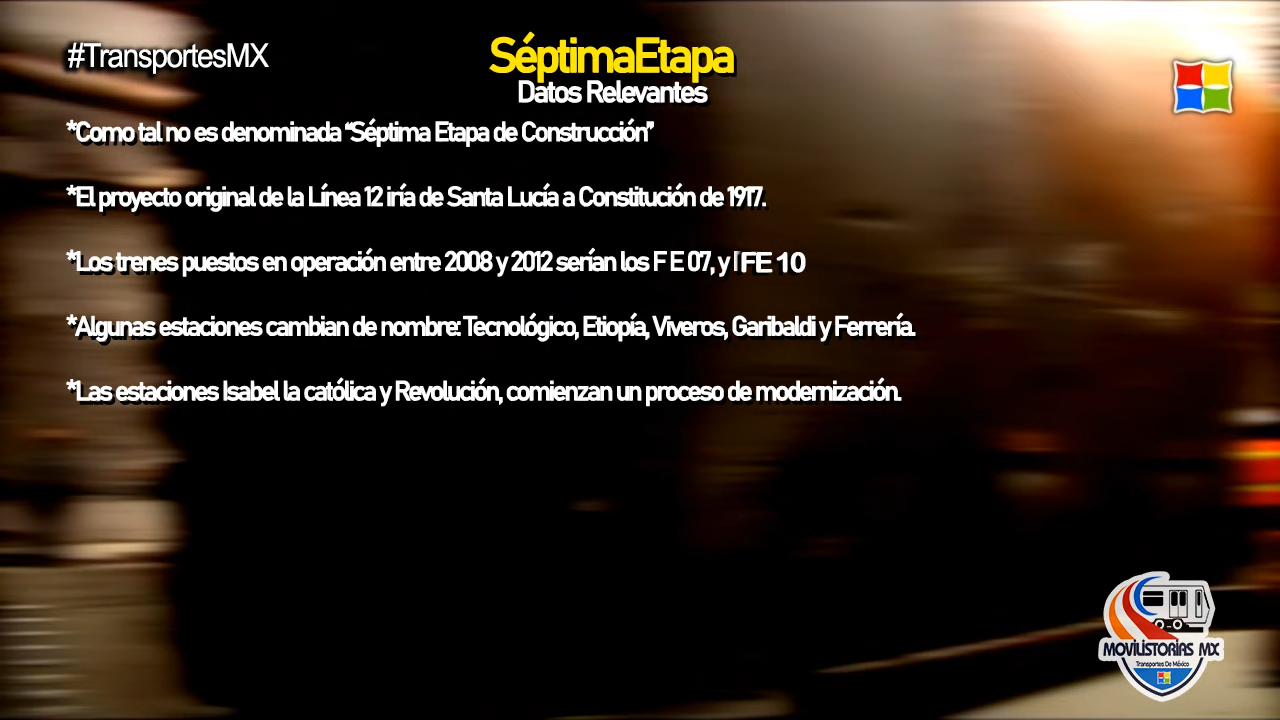 #TransportesMX
SéptimaEtapa
Datos Relevantes
*Como tal no es denominada “Séptima Etapa de Construcción”
*El proyecto original de la Línea 12 iría de Santa Lucía a Constitución de 1917.
*Los trenes puestos en operación entre 2008 y 2012 serían los F E 07, y FE 10
*Algunas estaciones cambian de nombre: Tecnológico, Etiopía, Viveros, Garibaldi y Ferrería.
*Las estaciones Isabel la católica y Revolución, comienzan un proceso de modernización.
MOVILISTORIAS MX
Transportes De México